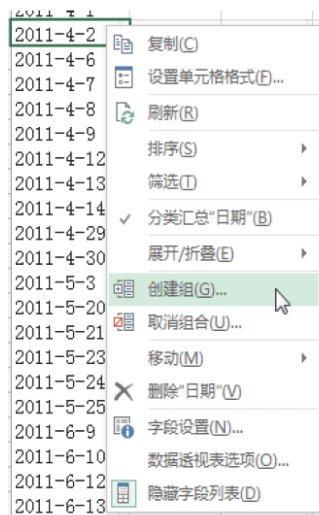 2011-4-2
2011-4-6
2011-4-7
2011-4-8
2011-4-9
2011-4-12
2011-4-13
2011-4-14
2011-4-29
2011-4-30
2011-5-3
2011-5-20
2011-5-21
2011-5-23
2011-5-24
2011-5-25
2011-6-9
2011-6-10
2011-6-12
2011-6-13
复制(C)
设置单元格格式(F)...
刷新(R)
排序(S)
筛选(T)
分类汇总"日期"(B)
展开/折叠(E)
创建组(G)...
取消组合(U)...
移动(M)
删除"日期"(V)
字段设置(N)...
数据透视表选项(O)...
隐藏字段列表(D)